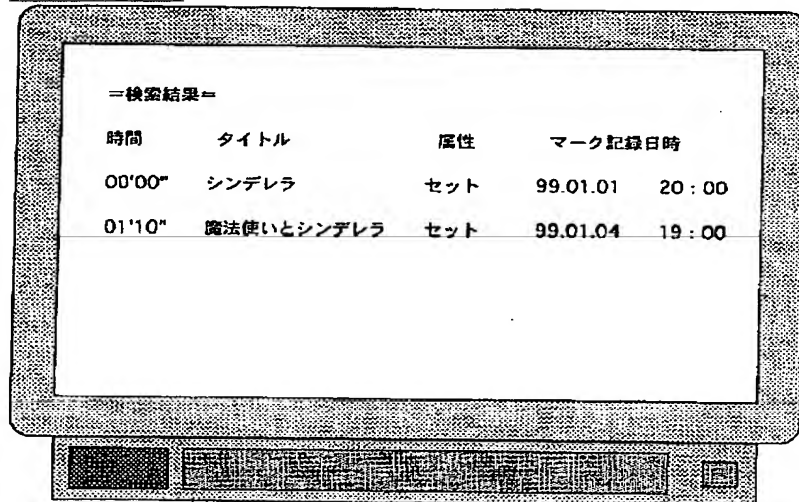 =検索結果=
時間 タイトル 属性 マーク記録日時
00'00" シンデレラ セット 99.01.01 20:00
01'10"魔法使いとシンデレラ セット 99.01.04 19:00